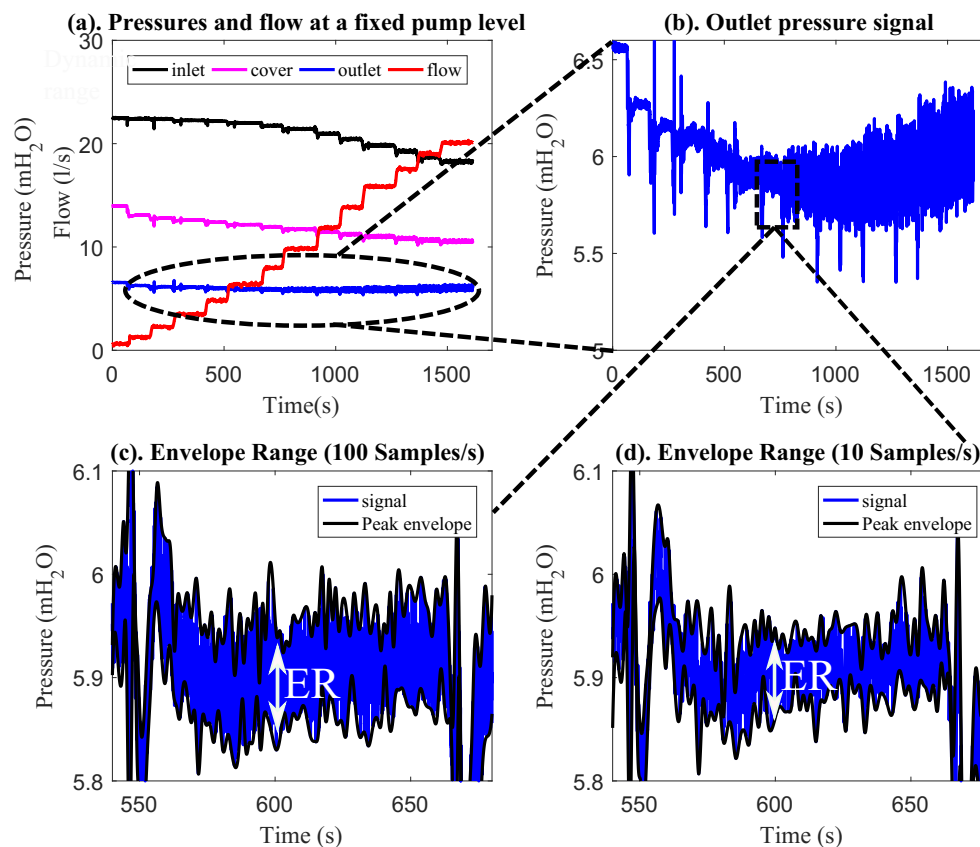 (a). Pressures and flow at a fixed pump level
30
20
10
0
Pressure (mH2O)
Flow (l/s)
Dynamic
range
inlet cover outlet flow
0 500 1000 1500
Time(s)
(b). Outlet pressure signal
6.5
6
5.5
5
Pressure (mH2O)
0 500 1000 1500
Time (s)
(c). Envelope Range (100 Samples/s)
6.1
6
5.9
5.8
Pressure (mH2O)
signal
Peak envelope
ER
550 600 650
Time (s)
(d). Envelope Range (10 Samples/s)
6.1
6
5.9
5.8
Pressure (mH2O)
signal
Peak envelope
ER
550 600 650
Time (s)